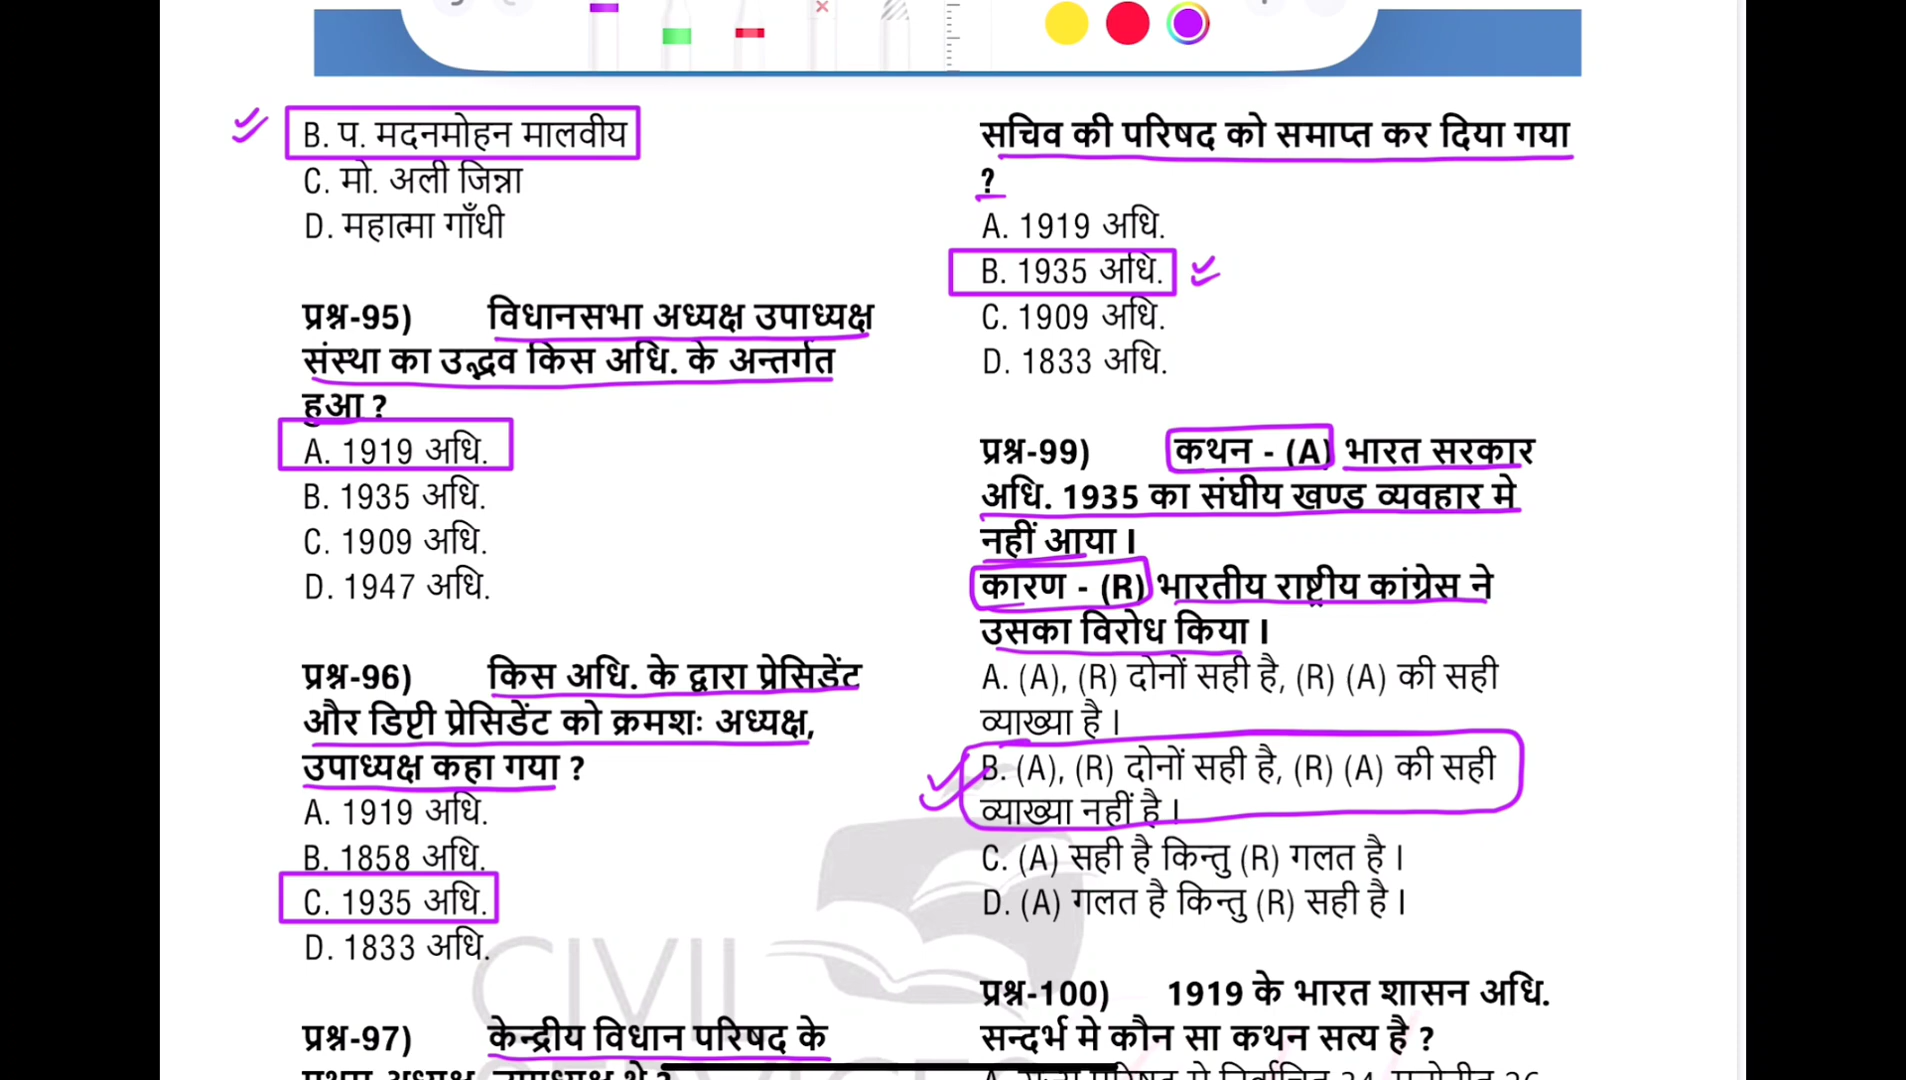 B. प. मदनमोहन मालवीय
C. मो. अली जिन्ना
D. महात्मा गाँधी
प्रश्न-95) विधानसभा अध्यक्ष उपाध्यक्ष
संस्था का उद्भव किस अधि. के अन्तर्गत
हुआ ?
A. 1919 अधि.
B. 1935 अधि.
C. 1909 अधि.
D. 1947 अधि.
प्रश्न-96) किस अधि. के द्वारा प्रेसिडेंट
और डिप्टी प्रेसिडेंट को क्रमशः अध्यक्ष,
उपाध्यक्ष कहा गया ?
A. 1919 अधि.
B. 1858 अधि.
C. 1935 अधि.
D. 1833 अधि.
प्रश्न-97) केन्द्रीय विधान परिषद के
सचिव की परिषद को समाप्त कर दिया गया
?
A. 1919 अधि.
B. 1935 अधि.
C. 1909 अधि.
D. 1833 अधि.
प्रश्न-99) कथन - (A) भारत सरकार
अधि. 1935 का संघीय खण्ड व्यवहार मे
नहीं आया।
कारण - (R) भारतीय राष्ट्रीय कांग्रेस ने
उसका विरोध किया।
A. (A), (R) दोनों सही है, (R) (A) की सही
व्याख्या है।
B. (A), (R) दोनों सही है, (R) (A) की सही
व्याख्या नहीं है।
C. (A) सही है किन्तु (R) गलत है।
D. (A) गलत है किन्तु (R) सही है।
प्रश्न-100) 1919 के भारत शासन अधि.
सन्दर्भ मे कौन सा कथन सत्य है ?
CIVIL